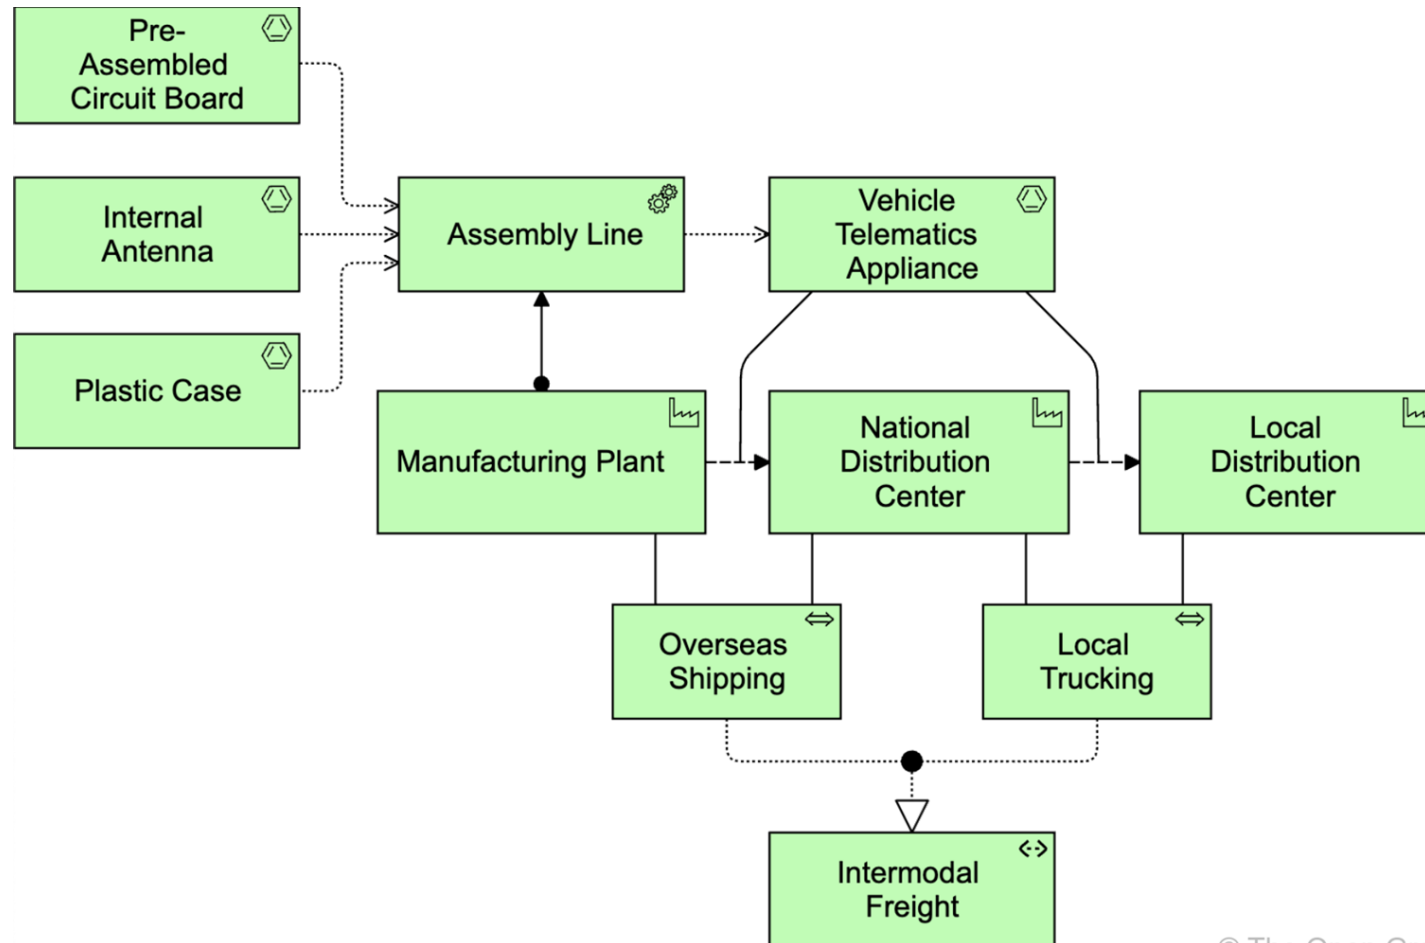 Pre-
Assembled
Circuit Board
Internal
Antenna
Assembly Line
Vehicle
Telematics
Appliance
Plastic Case
Manufacturing Plant
National
Distribution
Center
Local
Distribution
Center
Overseas
Shipping
Local
Trucking
Intermodal
Freight